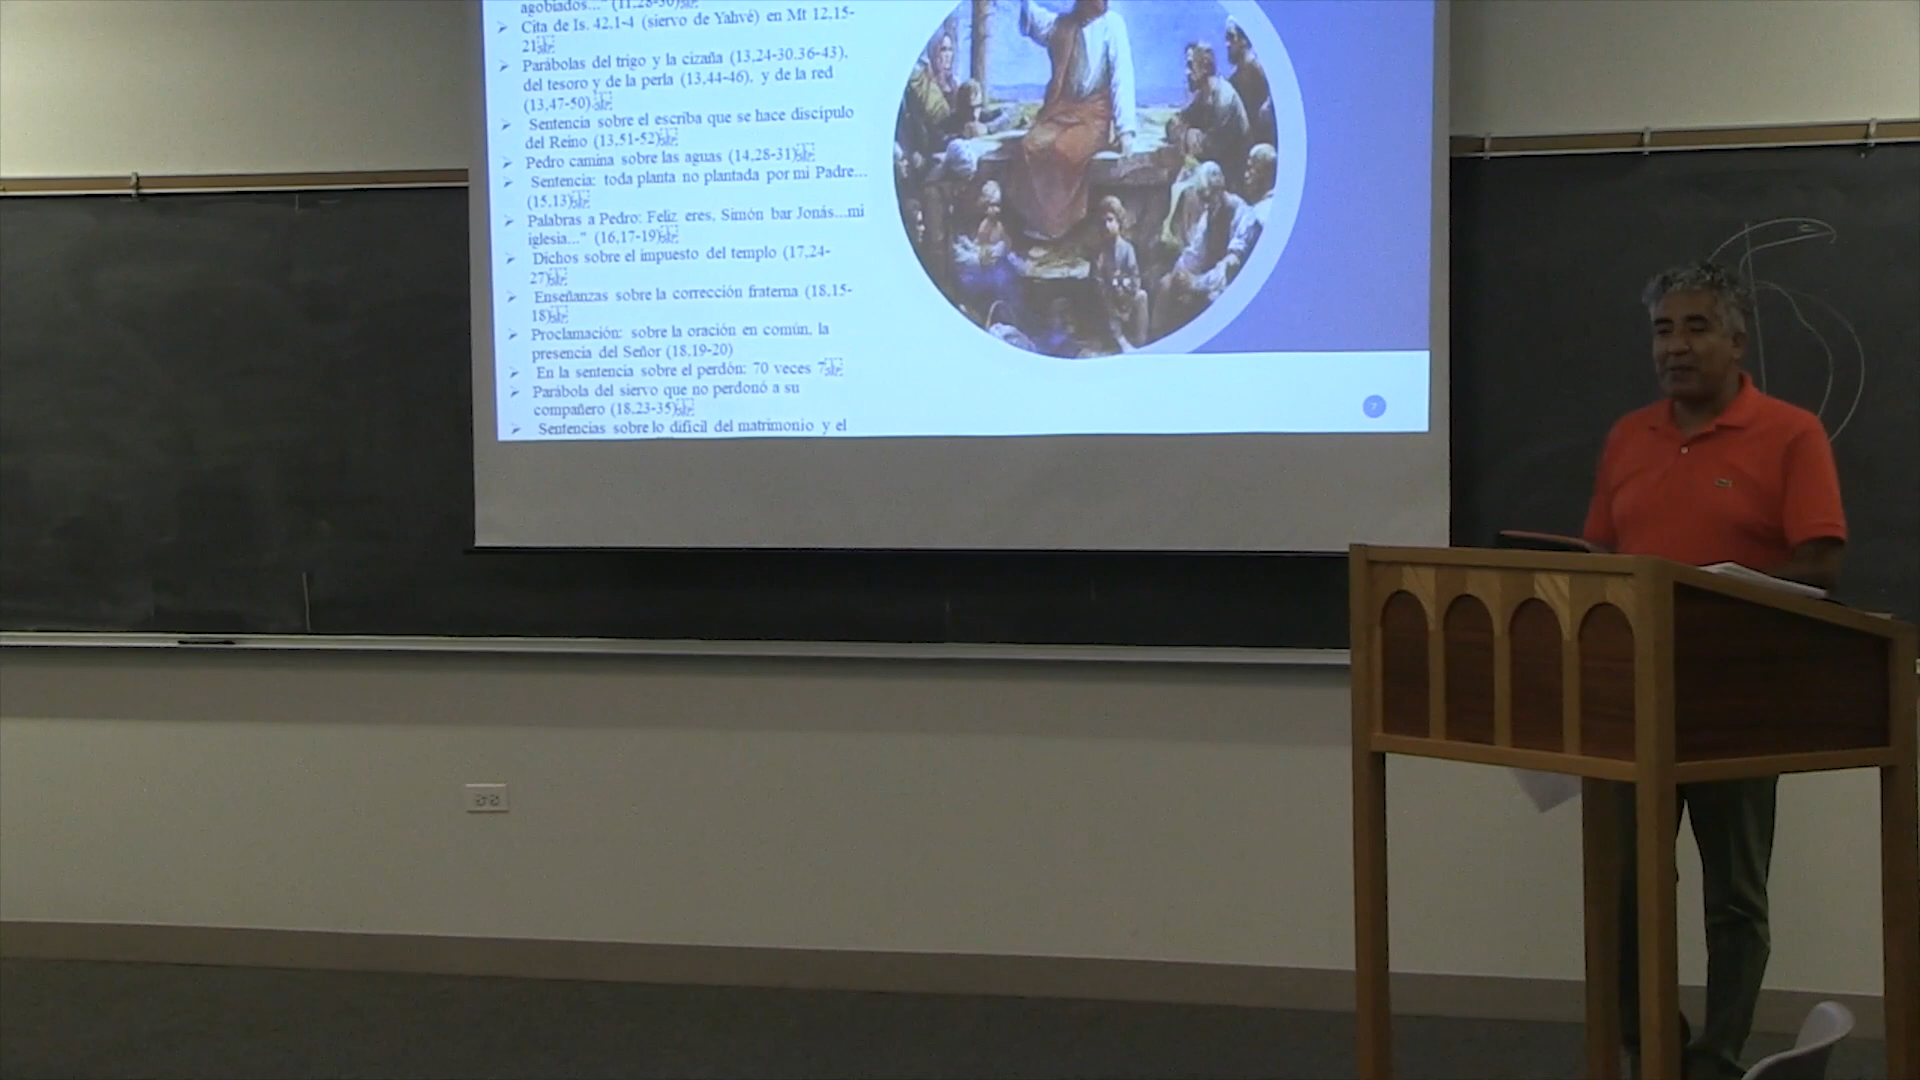 agobiados..." (11,28-30)
➢ Cita de Is. 42,1-4 (siervo de Yahvé) en Mt 12,15-
21
➢ Parábolas del trigo y la cizaña (13,24-30.36-43),
del tesoro y de la perla (13,44-46), y de la red
(13,47-50)
➢ Sentencia sobre el escriba que se hace discípulo
del Reino (13,51-52)
➢ Pedro camina sobre las aguas (14,28-31)
➢ Sentencia: toda planta no plantada por mi Padre...
(15,13)
➢ Palabras a Pedro: Feliz eres, Simón bar Jonás...mi
iglesia..." (16,17-19)
➢ Dichos sobre el impuesto del templo (17,24-
27)
➢ Enseñanzas sobre la corrección fraterna (18,15-
18)
➢ Proclamación: sobre la oración en común, la
presencia del Señor (18,19-20)
➢ En la sentencia sobre el perdón: 70 veces 7
➢ Parábola del siervo que no perdonó a su
compañero (18,23-35)
➢ Sentencias sobre lo difícil del matrimonio y el
7